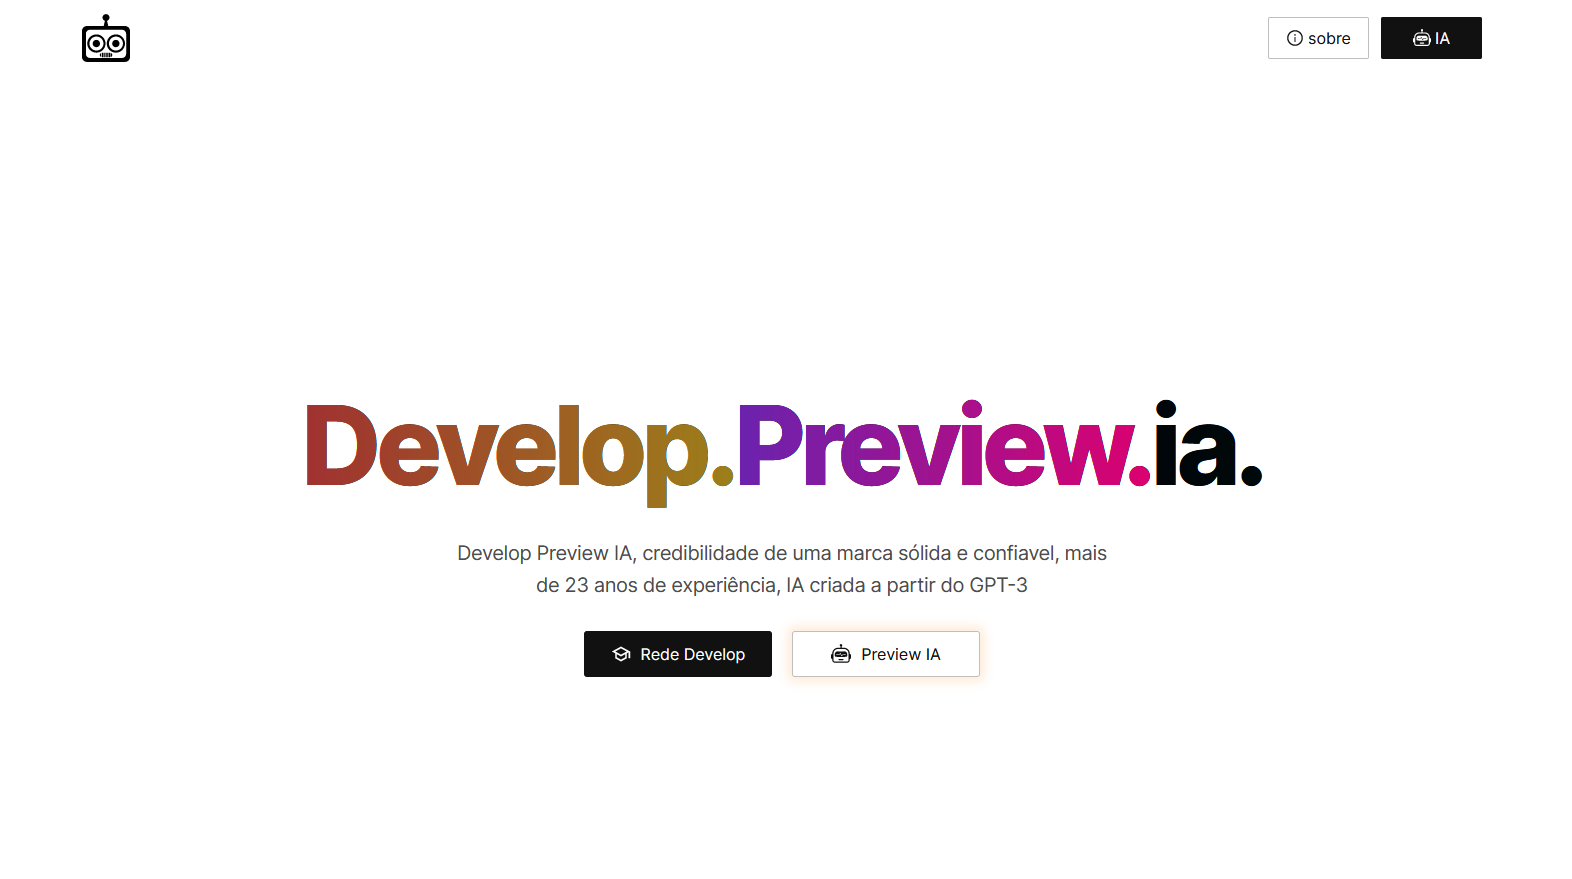 sobre
IA
Develop.Preview.ia.
Develop Preview IA, credibilidade de uma marca sólida e confiavel, mais
de 23 anos de experiência, IA criada a partir do GPT-3
Rede Develop
Preview IA